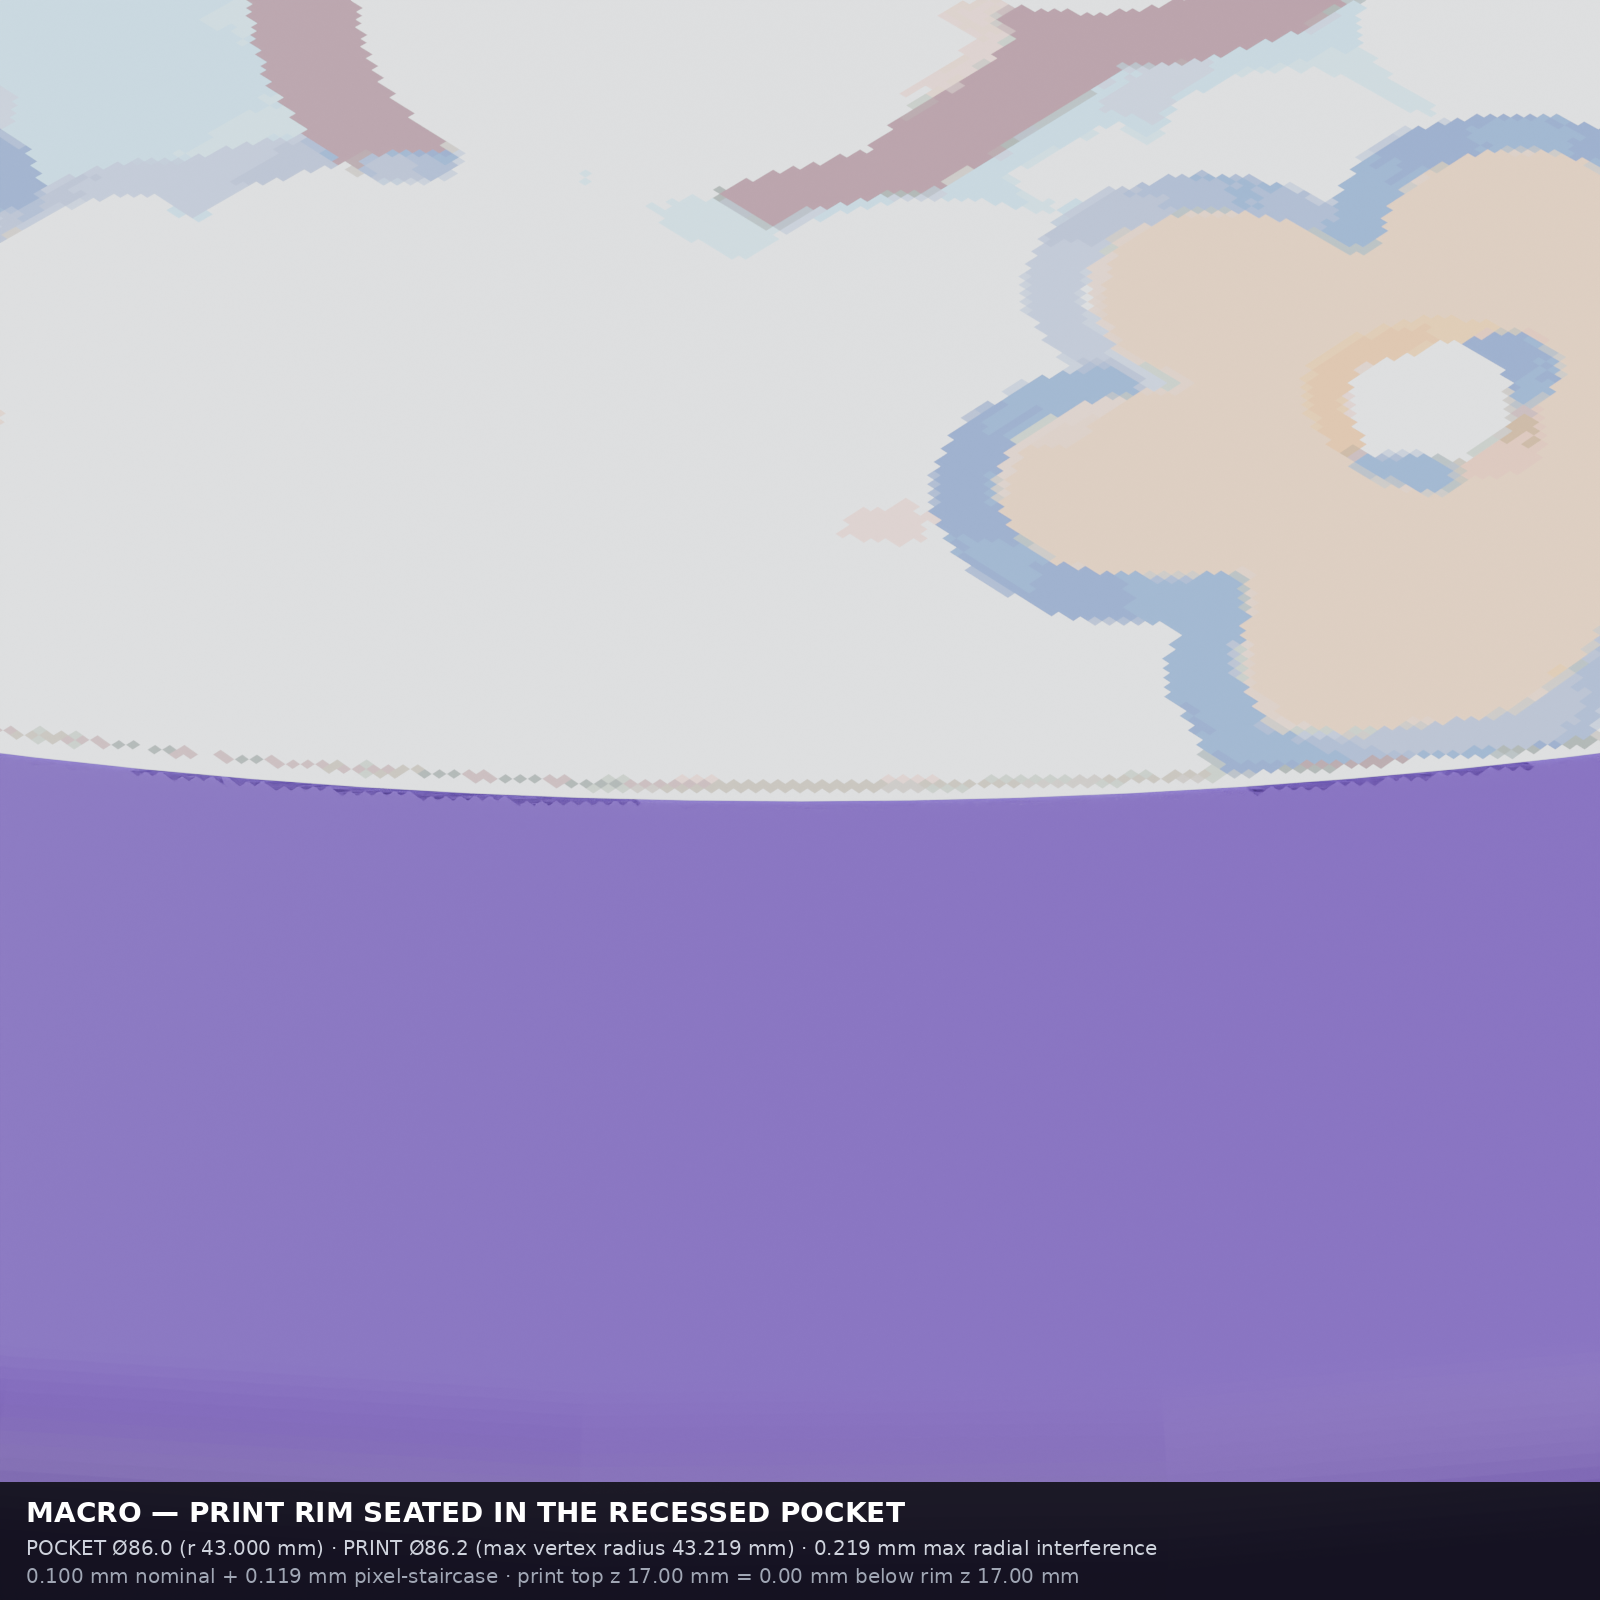 MACRO — PRINT RIM SEATED IN THE RECESSED POCKET
POCKET Ø86.0 (r 43.000 mm) · PRINT Ø86.2 (max vertex radius 43.219 mm) · 0.219 mm max radial interference
0.100 mm nominal + 0.119 mm pixel-staircase · print top z 17.00 mm = 0.00 mm below rim z 17.00 mm